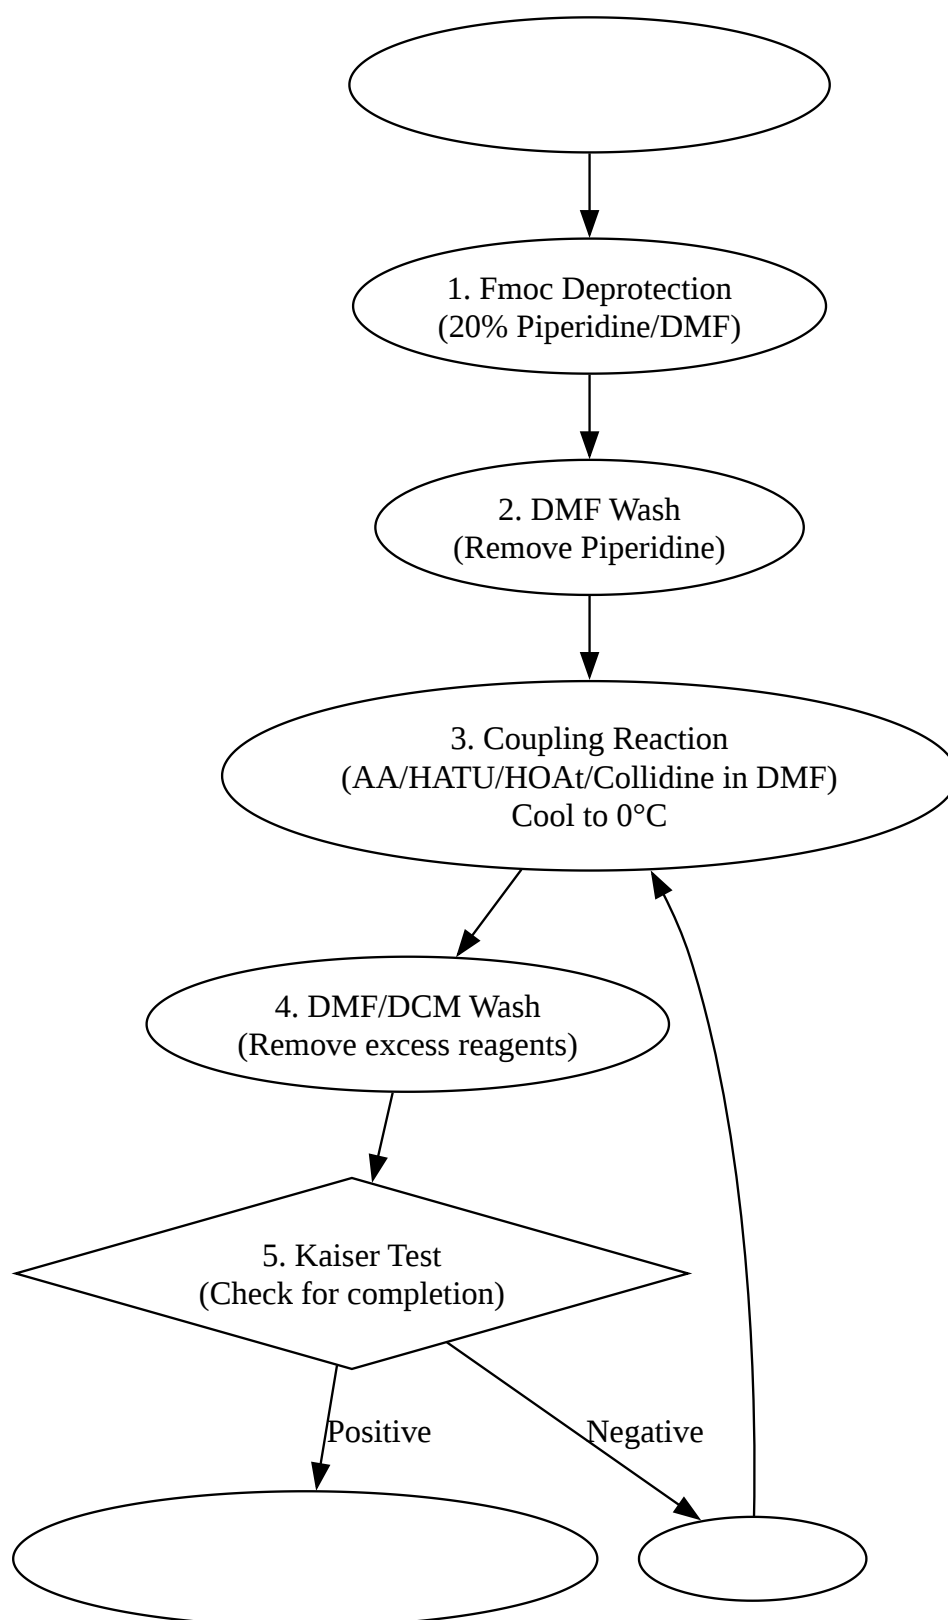 1. Fmoc Deprotection
(20% Piperidine/DMF)
2. DMF Wash
(Remove Piperidine)
3. Coupling Reaction
(AA/HATU/HOAt/Collidine in DMF)
Cool to 0°C
4. DMF/DCM Wash
(Remove excess reagents)
5. Kaiser Test
(Check for completion)
Positive
Negative